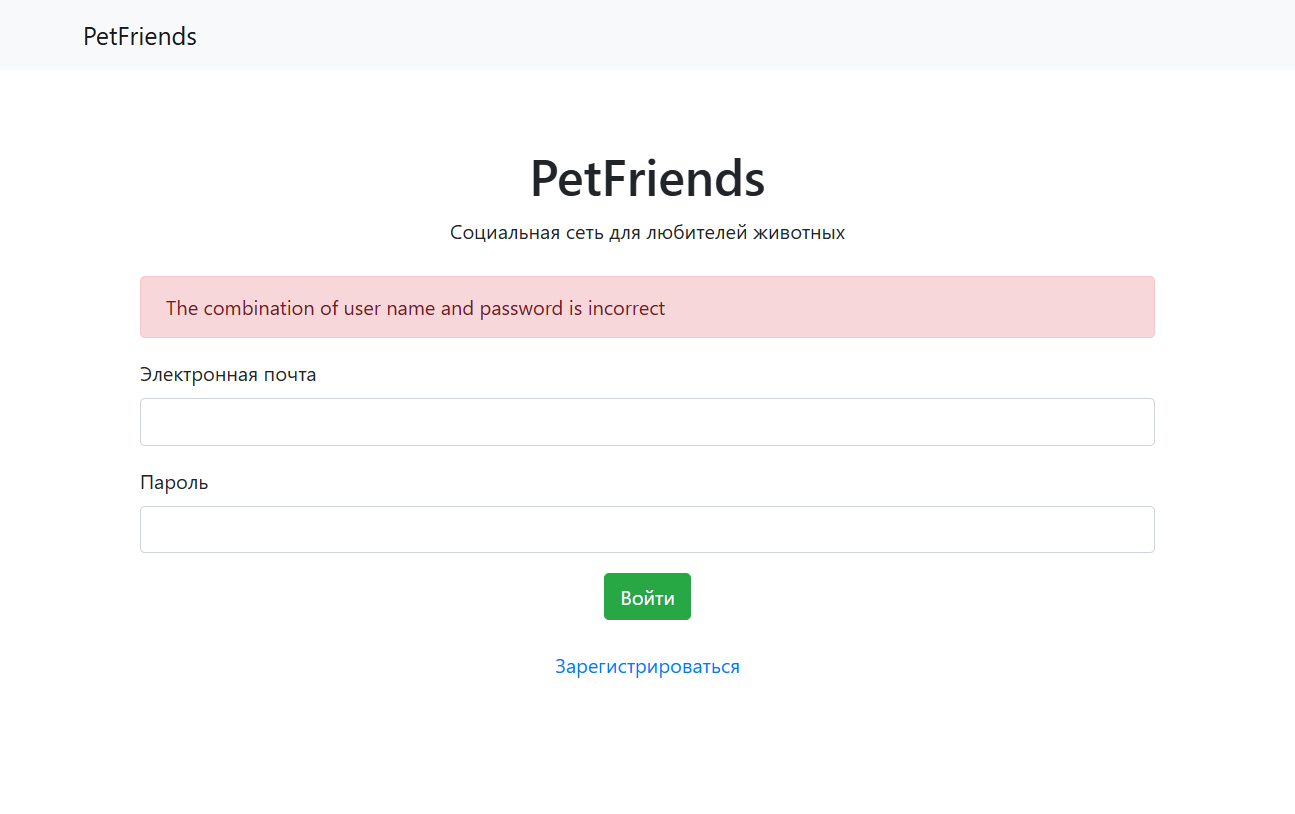 PetFriends
PetFriends
Социальная сеть для любителей животных
The combination of user name and password is incorrect
Электронная почта
Пароль
Войти
Зарегистрироваться